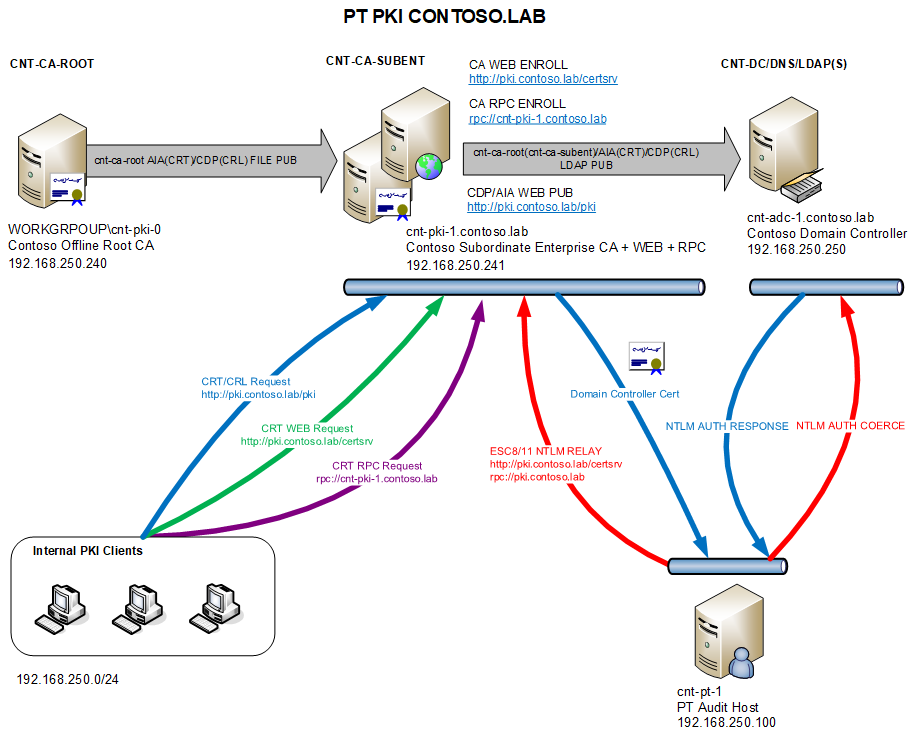 PT PKI CONTOSO.LAB
CNT-CA-ROOT
CNT-CA-SUBENT
CNT-DC/DNS/LDAP(S)
CA WEB ENROLL
http://pki.contoso.lab/certsrv
CA RPC ENROLL
rpc://cnt-pki-1.contoso.lab
cnt-ca-root AIA(CRT)/CDP(CRL) FILE PUB
cnt-ca-root(cnt-ca-subent)/AIA(CRT)/CDP(CRL)
LDAP PUB
CDP/AIA WEB PUB
http://pki.contoso.lab/pki
WORKGRPOUP\cnt-pki-0
Contoso Offline Root CA
192.168.250.240
cnt-pki-1.contoso.lab
Contoso Subordinate Enterprise CA + WEB + RPC
192.168.250.241
cnt-adc-1.contoso.lab
Contoso Domain Controller
192.168.250.250
CRT/CRL Request
http://pki.contoso.lab/pki
CRT WEB Request
http://pki.contoso.lab/certsrv
CRT RPC Request
rpc://cnt-pki-1.contoso.lab
ESC8/11 NTLM RELAY
http://pki.contoso.lab/certsrv
rpc://pki.contoso.lab
Domain Controller Cert
NTLM AUTH RESPONSE
NTLM AUTH COERCE
Internal PKI Clients
192.168.250.0/24
cnt-pt-1
PT Audit Host
192.168.250.100